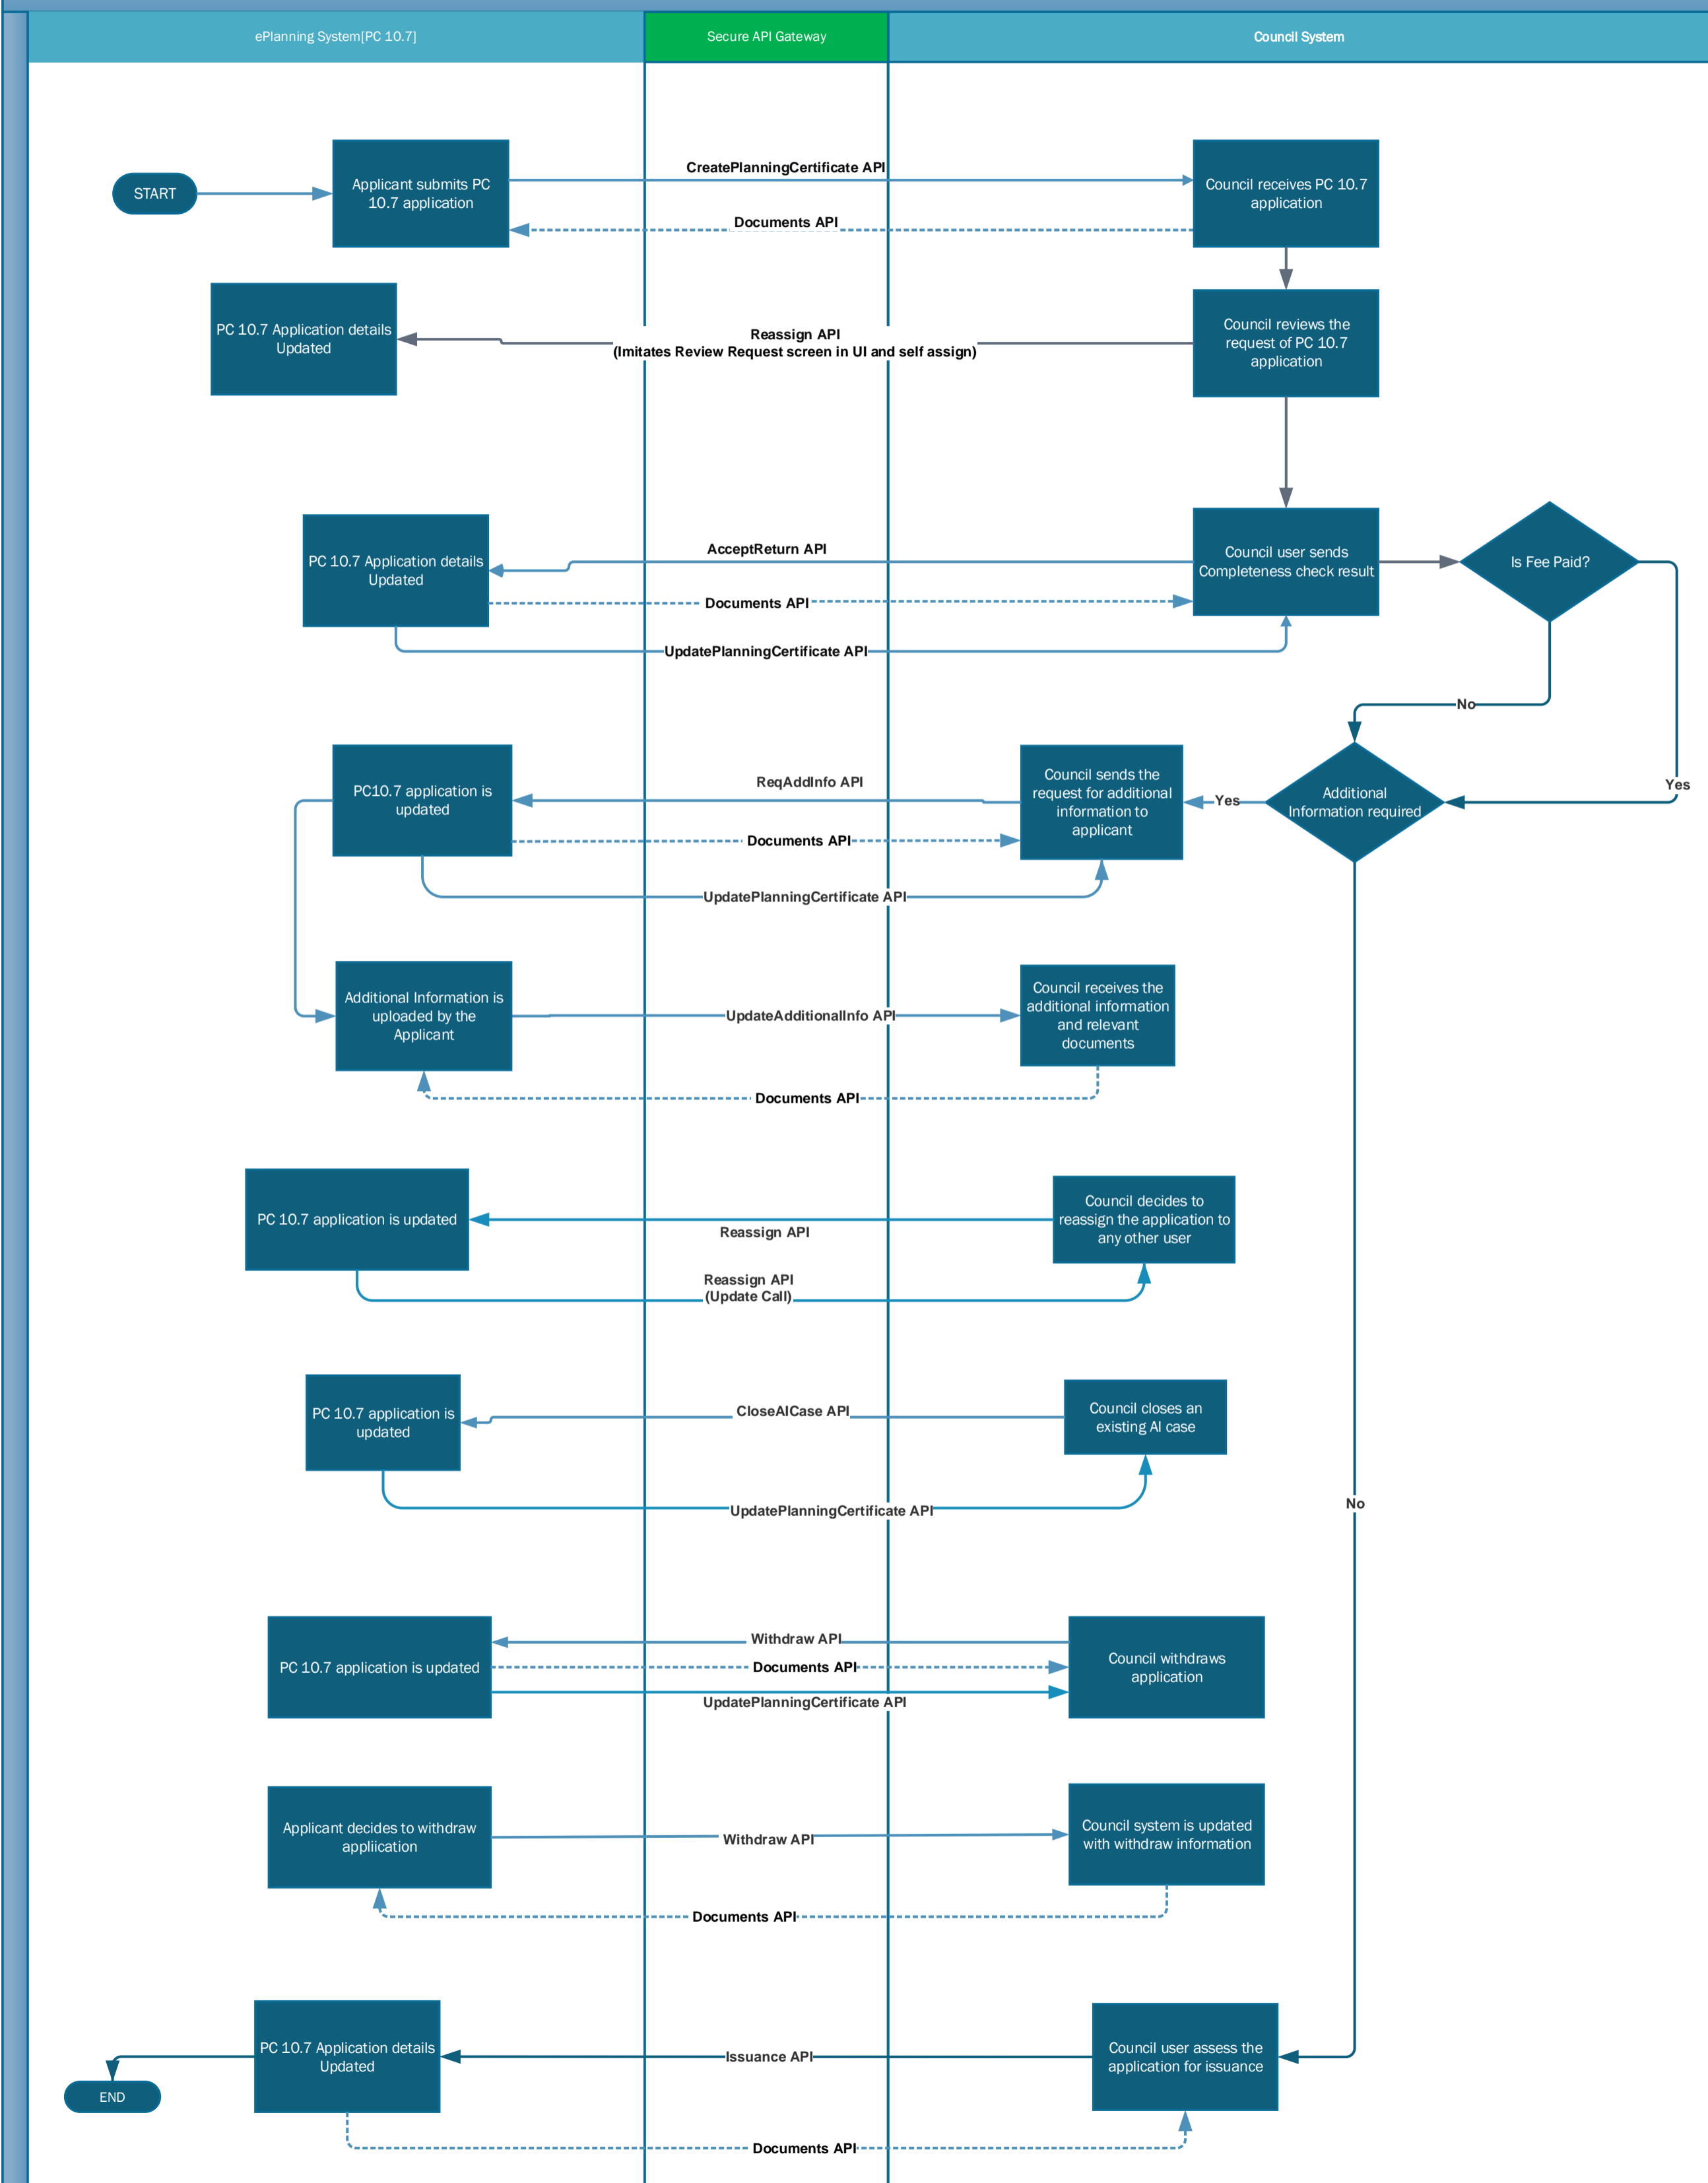 ePlanning System[PC 10.7]
Secure API Gateway
Council System
START
Applicant submits PC
10.7 application
CreatePlanningCertificate API
Documents API
Council receives PC 10.7
application
PC 10.7 Application details
Updated
Reassign API
(Imitates Review Request screen in UI and self assign)
Council reviews the
request of PC 10.7
application
PC 10.7 Application details
Updated
AcceptReturn API
Documents API
UpdatePlanningCertificate API
Council user sends
Completeness check result
Is Fee Paid?
No
Yes
PC10.7 application is
updated
ReqAddInfo API
Documents API
UpdatePlanningCertificate API
Council sends the
request for additional
information to
applicant
Yes
Additional
Information required
Additional Information is
uploaded by the
Applicant
UpdateAdditionalInfo API
Documents API
Council receives the
additional information
and relevant
documents
PC 10.7 application is updated
Reassign API
Reassign API
(Update Call)
Council decides to
reassign the application to
any other user
PC 10.7 application is
updated
CloseAICase API
UpdatePlanningCertificate API
Council closes an
existing AI case
No
PC 10.7 application is updated
Withdraw API
Documents API
UpdatePlanningCertificate API
Council withdraws
application
Applicant decides to withdraw
appliication
Withdraw API
Documents API
Council system is updated
with withdraw information
PC 10.7 Application details
Updated
Issuance API
Documents API
Council user assess the
application for issuance
END